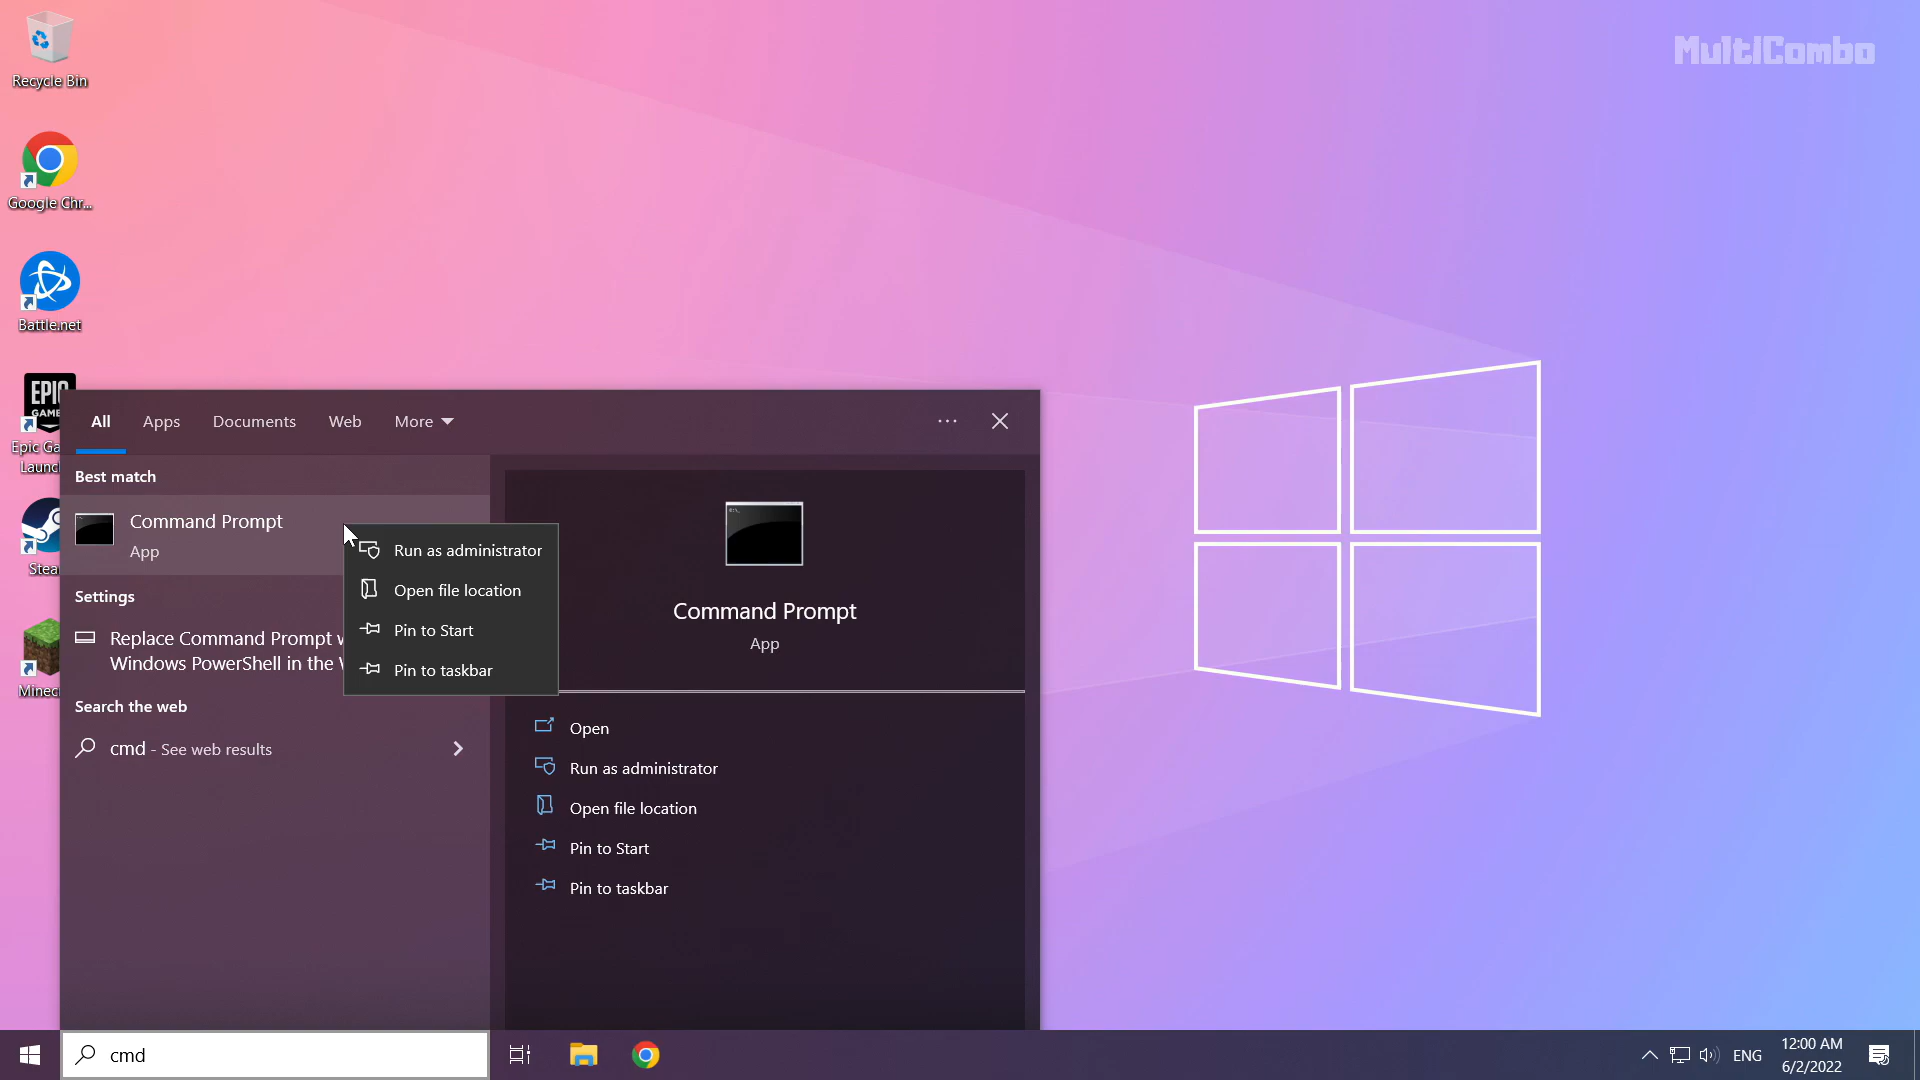 MultiCombo
Recycle Bin
Google Chr...
Battle.net
EPIC
GAMES
Epic Ga
Launc
Stea
Minec
All Apps Documents Web More
Best match
Command Prompt
App
Settings
Replace Command Prompt w
Windows PowerShell in the
Search the web
cmd - See web results
Run as administrator
Open file location
Pin to Start
Pin to taskbar
Command Prompt
App
Open
Run as administrator
Open file location
Pin to Start
Pin to taskbar
cmd
ENG
12:00 AM
6/2/2022